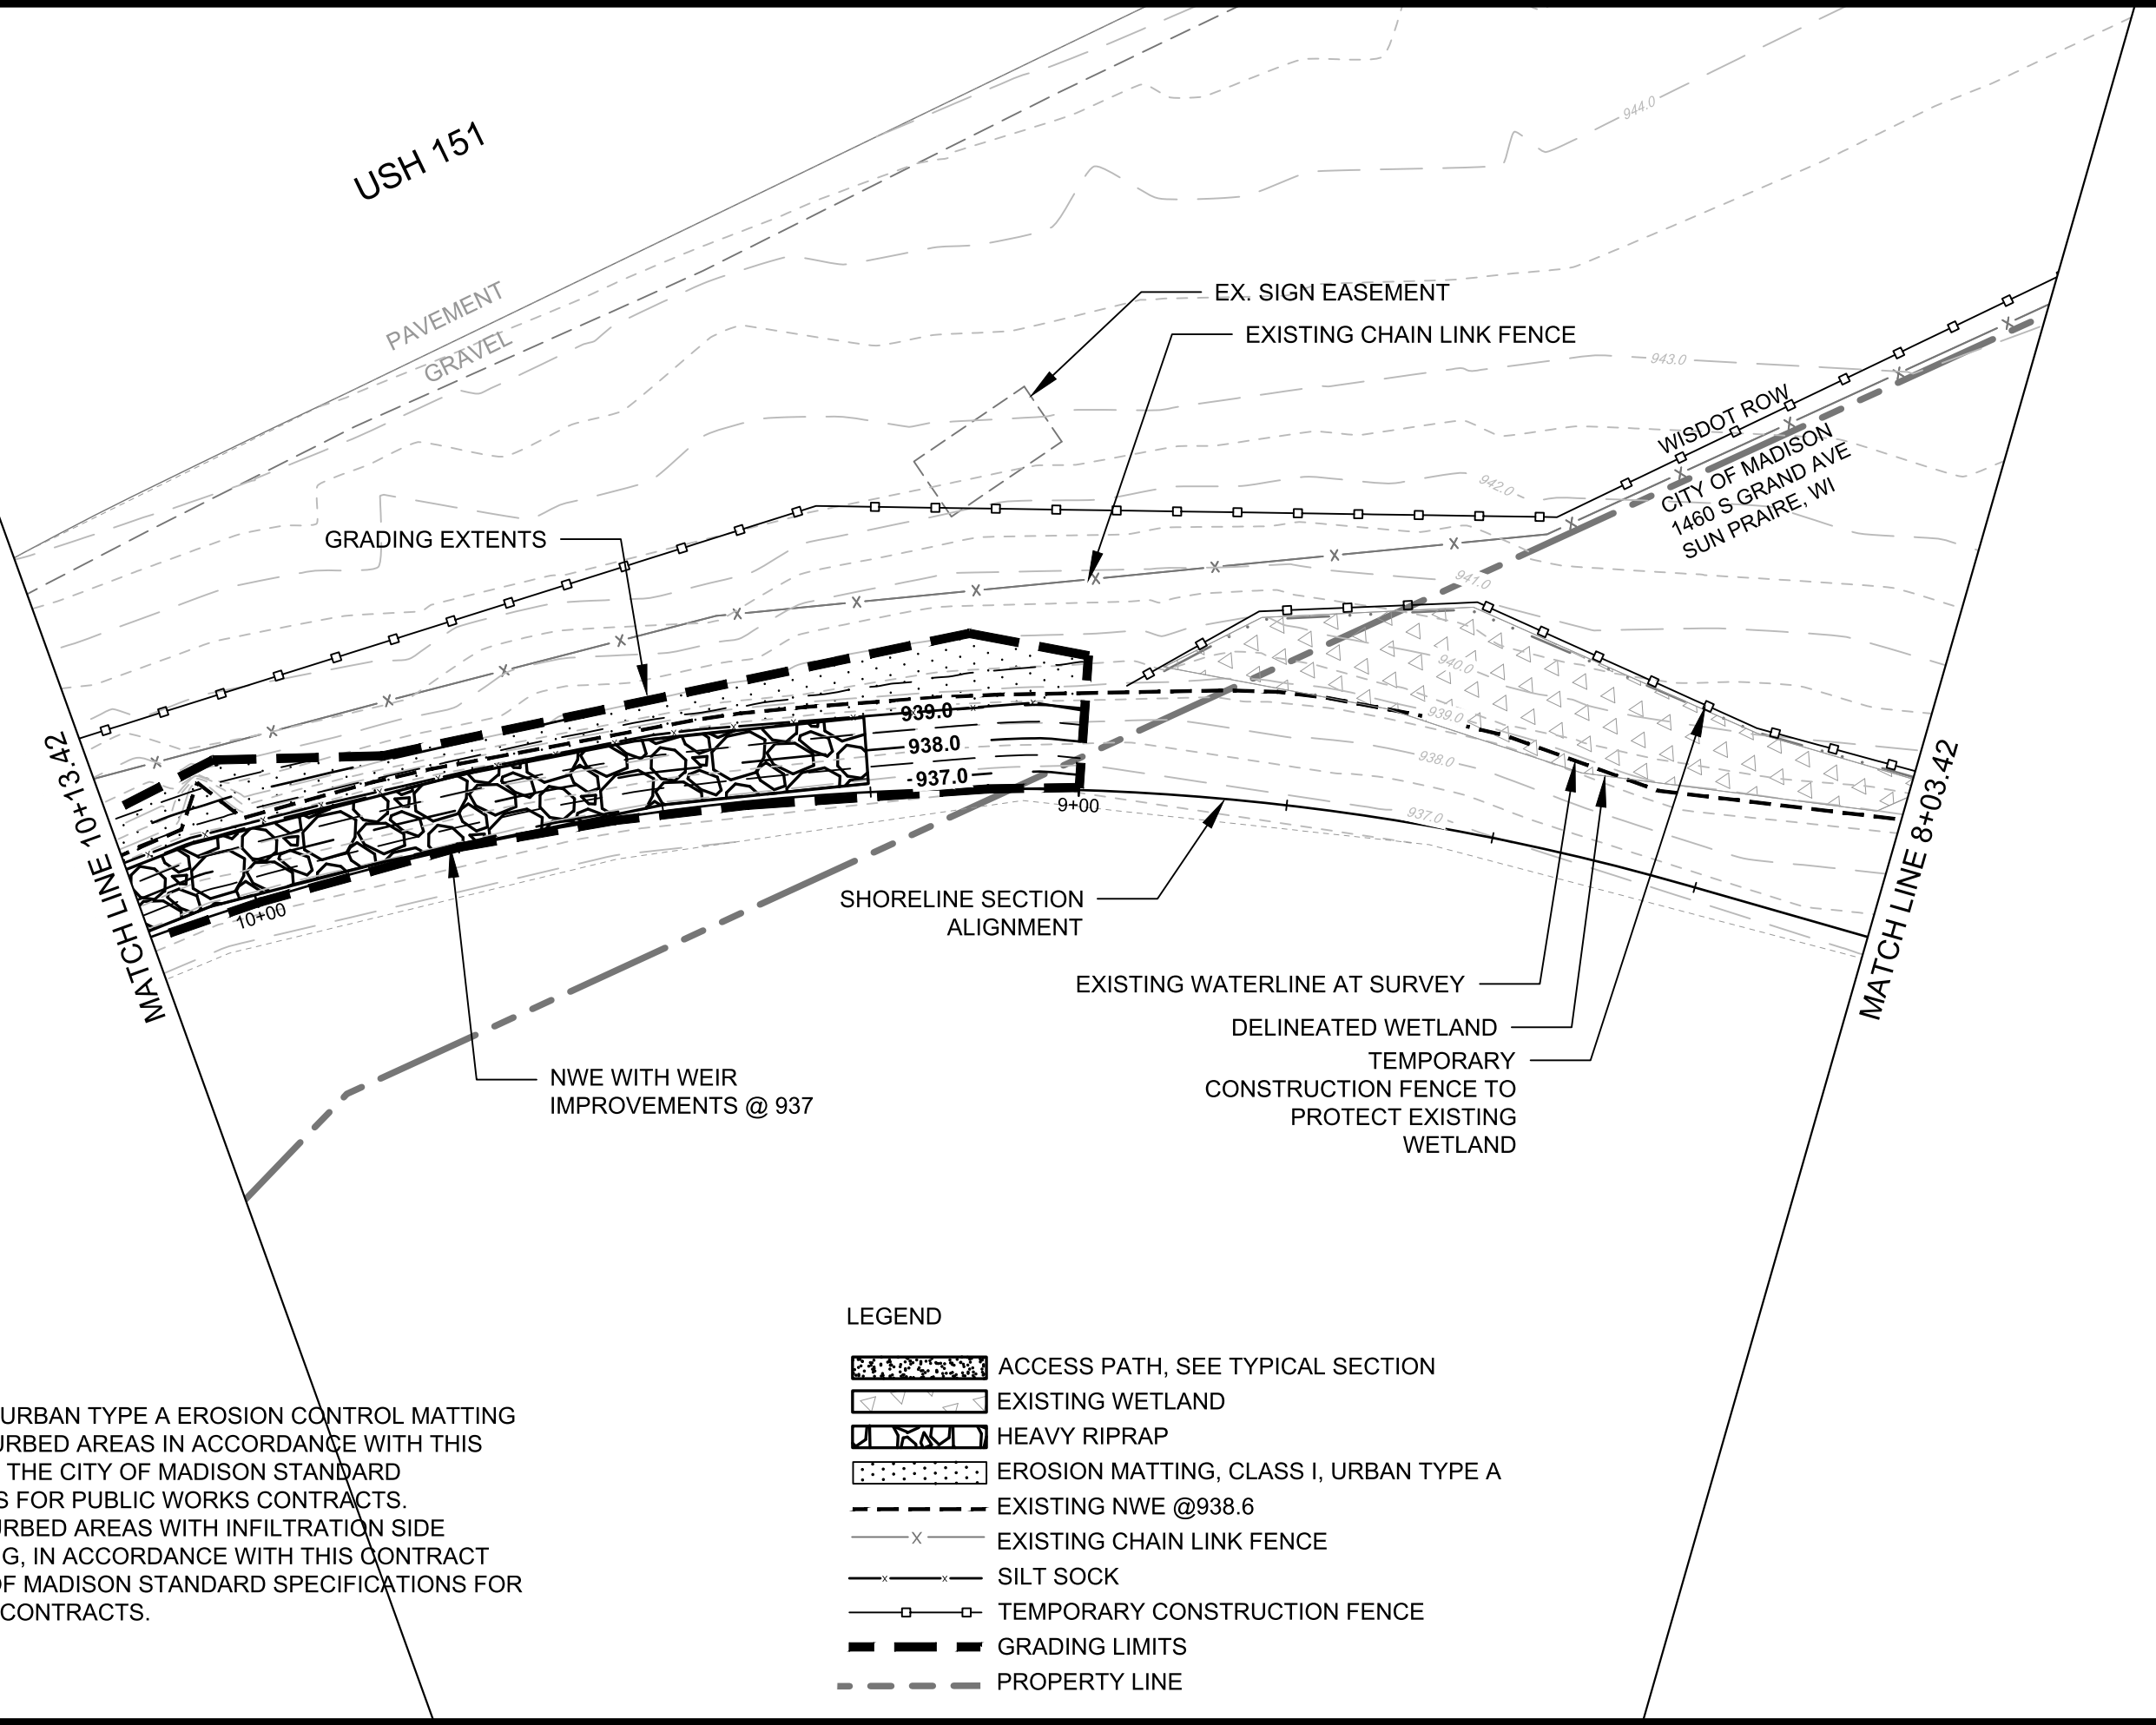 USH 151
944.0
PAVEMENT
GRAVEL
EX. SIGN EASEMENT
EXISTING CHAIN LINK FENCE
943.0
WISDOT ROW
CITY OF MADISON
1460 S GRAND AVE
SUN PRAIRE, WI
942.0
GRADING EXTENTS
941.0
940.0
939.0
938.0
937.0
939.0
938.0
937.0
9+00
10+00
MATCH LINE 10+13.42
MATCH LINE 8+03.42
SHORELINE SECTION
ALIGNMENT
EXISTING WATERLINE AT SURVEY
DELINEATED WETLAND
TEMPORARY
CONSTRUCTION FENCE TO
PROTECT EXISTING
WETLAND
NWE WITH WEIR
IMPROVEMENTS @ 937
LEGEND
ACCESS PATH, SEE TYPICAL SECTION
EXISTING WETLAND
HEAVY RIPRAP
EROSION MATTING, CLASS I, URBAN TYPE A
EXISTING NWE @938.6
EXISTING CHAIN LINK FENCE
SILT SOCK
TEMPORARY CONSTRUCTION FENCE
GRADING LIMITS
PROPERTY LINE
URBAN TYPE A EROSION CONTROL MATTING
URBED AREAS IN ACCORDANCE WITH THIS
THE CITY OF MADISON STANDARD
S FOR PUBLIC WORKS CONTRACTS.
URBED AREAS WITH INFILTRATION SIDE
G, IN ACCORDANCE WITH THIS CONTRACT
OF MADISON STANDARD SPECIFICATIONS FOR
CONTRACTS.